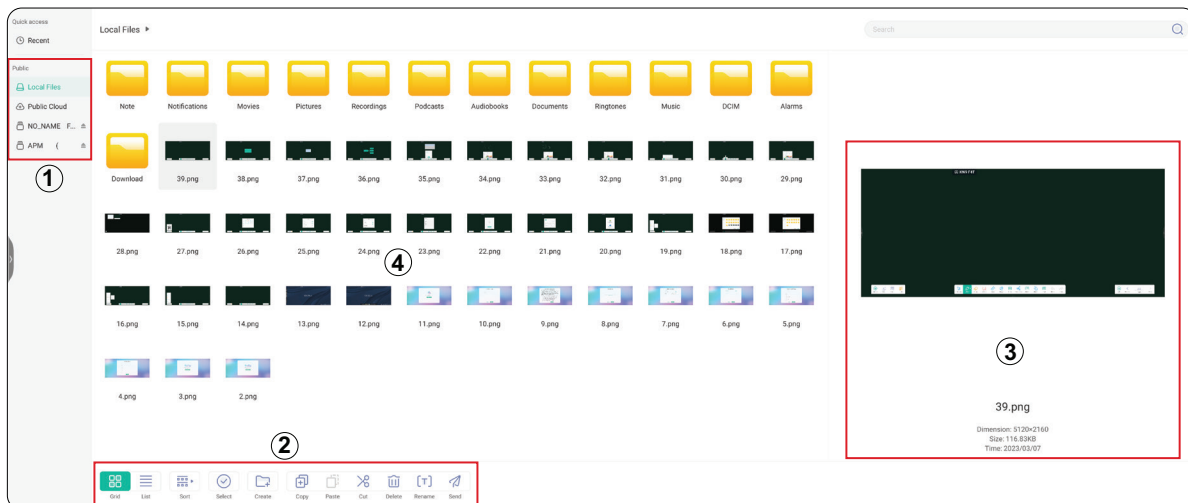 Quick access
Recent
Public
Local Files
Public Cloud
NO_NAME F...
APM (
1
Local Files
Search
Note Notifications Movies Pictures Recordings Podcasts Audiobooks Documents Ringtones Music DCIM Alarms
Download 39.png 38.png 37.png 36.png 35.png 34.png 33.png 32.png 31.png 30.png 29.png
28.png 27.png 26.png 25.png 24.png 23.png 22.png 21.png 20.png 19.png 18.png 17.png
4
16.png 15.png 14.png 13.png 12.png 11.png 10.png 9.png 8.png 7.png 6.png 5.png
4.png 3.png 2.png
2
Grid List Sort Select Create Copy Paste Cut Delete Rename Send
3
39.png
Dimension: 5120×2160
Size: 116.83KB
Time: 2023/03/07